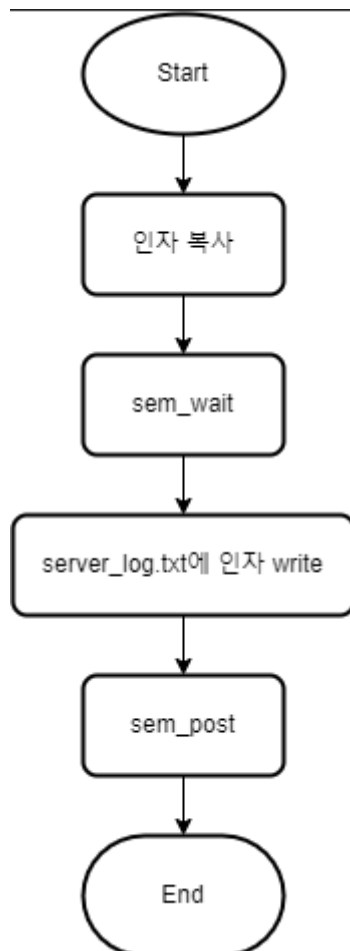 Start
인자 복사
sem_wait
server_log.txt에 인자 write
sem_post
End